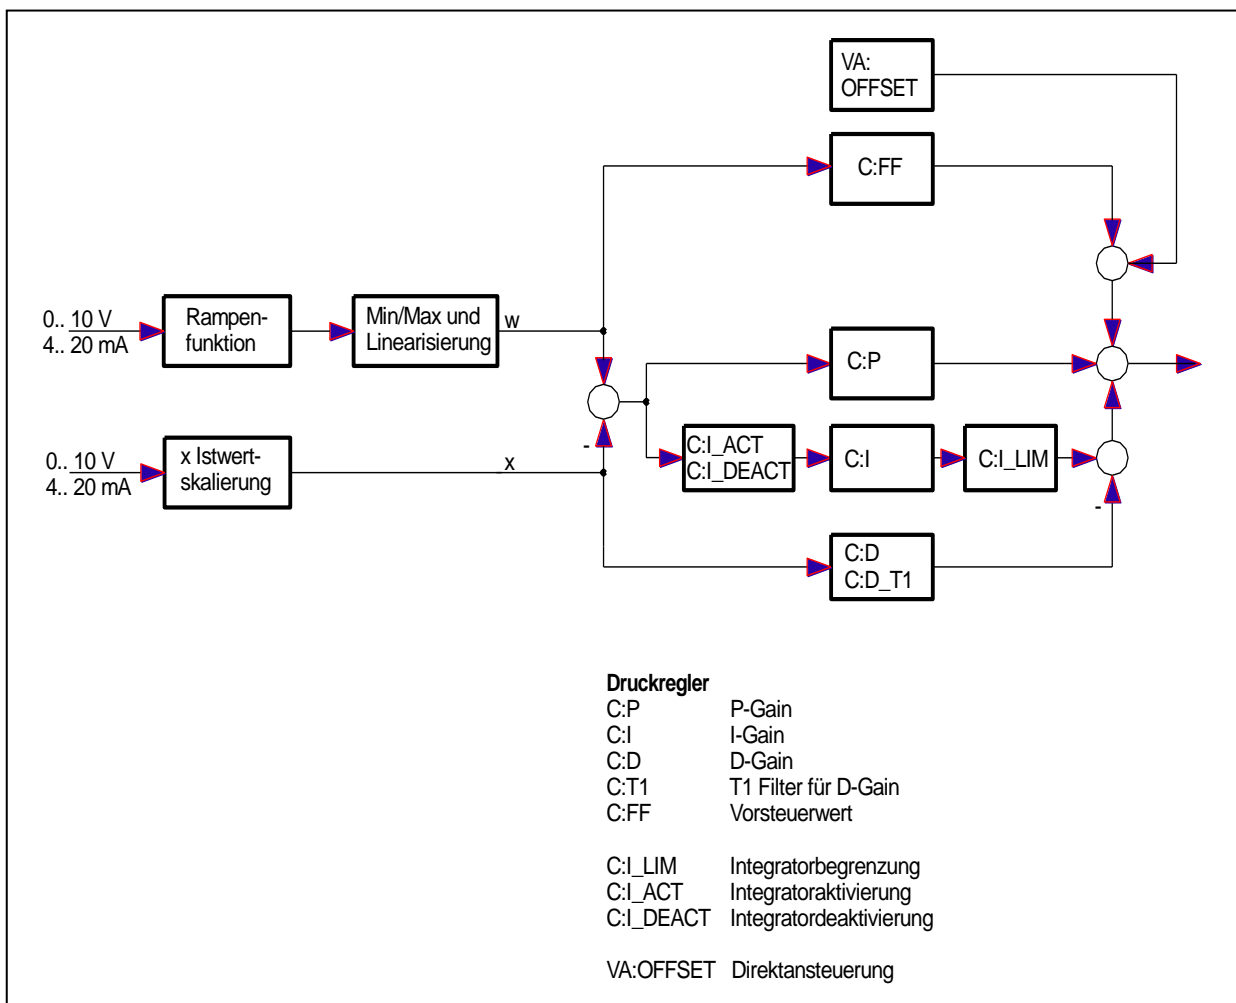 VA:
OFFSET
C:FF
0.. 10 V
4.. 20 mA
Rampen-
funktion
Min/Max und
Linearisierung
w
C:P
-
0.. 10 V
4.. 20 mA
x Istwert-
skalierung
x
C:I_ACT
C:I_DEACT
C:I
C:I_LIM
-
C:D
C:D_T1
Druckregler
C:P P-Gain
C:I I-Gain
C:D D-Gain
C:T1 T1 Filter für D-Gain
C:FF Vorsteuerwert
C:I_LIM Integratorbegrenzung
C:I_ACT Integratoraktivierung
C:I_DEACT Integratordeaktivierung
VA:OFFSET Direktansteuerung